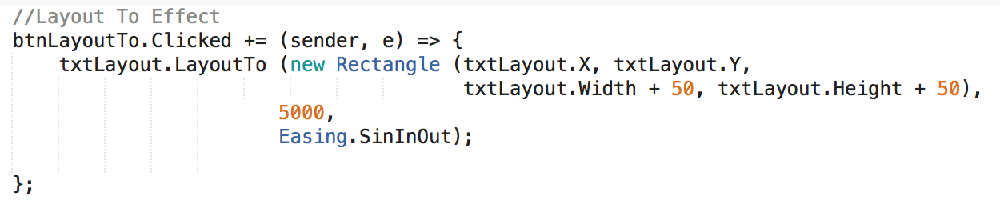 //Layout To Effect
btnLayoutTo.Clicked += (sender, e) => {
    txtLayout.LayoutTo (new Rectangle (txtLayout.X, txtLayout.Y,
                                       txtLayout.Width + 50, txtLayout.Height + 50),
                       5000,
                       Easing.SinInOut);
};